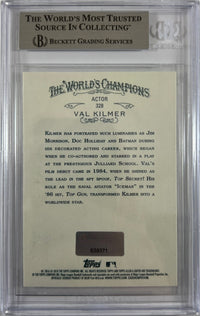 THE WORLD'S MOST TRUSTED
SOURCE IN COLLECTING™
BECKETT GRADING SERVICES
THE WORLD'S CHAMPIONS
ACTOR
328
VAL KILMER
KILMER HAS PORTRAYED SUCH LUMINARIES AS JIM
MORRISON, DOC HOLLIDAY AND BATMAN DURING
HIS DECORATED ACTING CAREER, WHICH BEGAN
WHEN HE CO-AUTHORED AND STARRED IN A PLAY AT
THE PRESTIGIOUS JUILLIARD SCHOOL. VAL'S
FILM DEBUT CAME IN 1984, WHEN HE SIGNED AS
THE LEAD IN THE SPY SPOOF, TOP SECRET! HIS
ROLE AS THE NAVAL AVIATOR "ICEMAN" IN THE
'86 HIT, TOP GUN, TRANSFORMED KILMER INTO A
WORLDWIDE STAR.
Topps